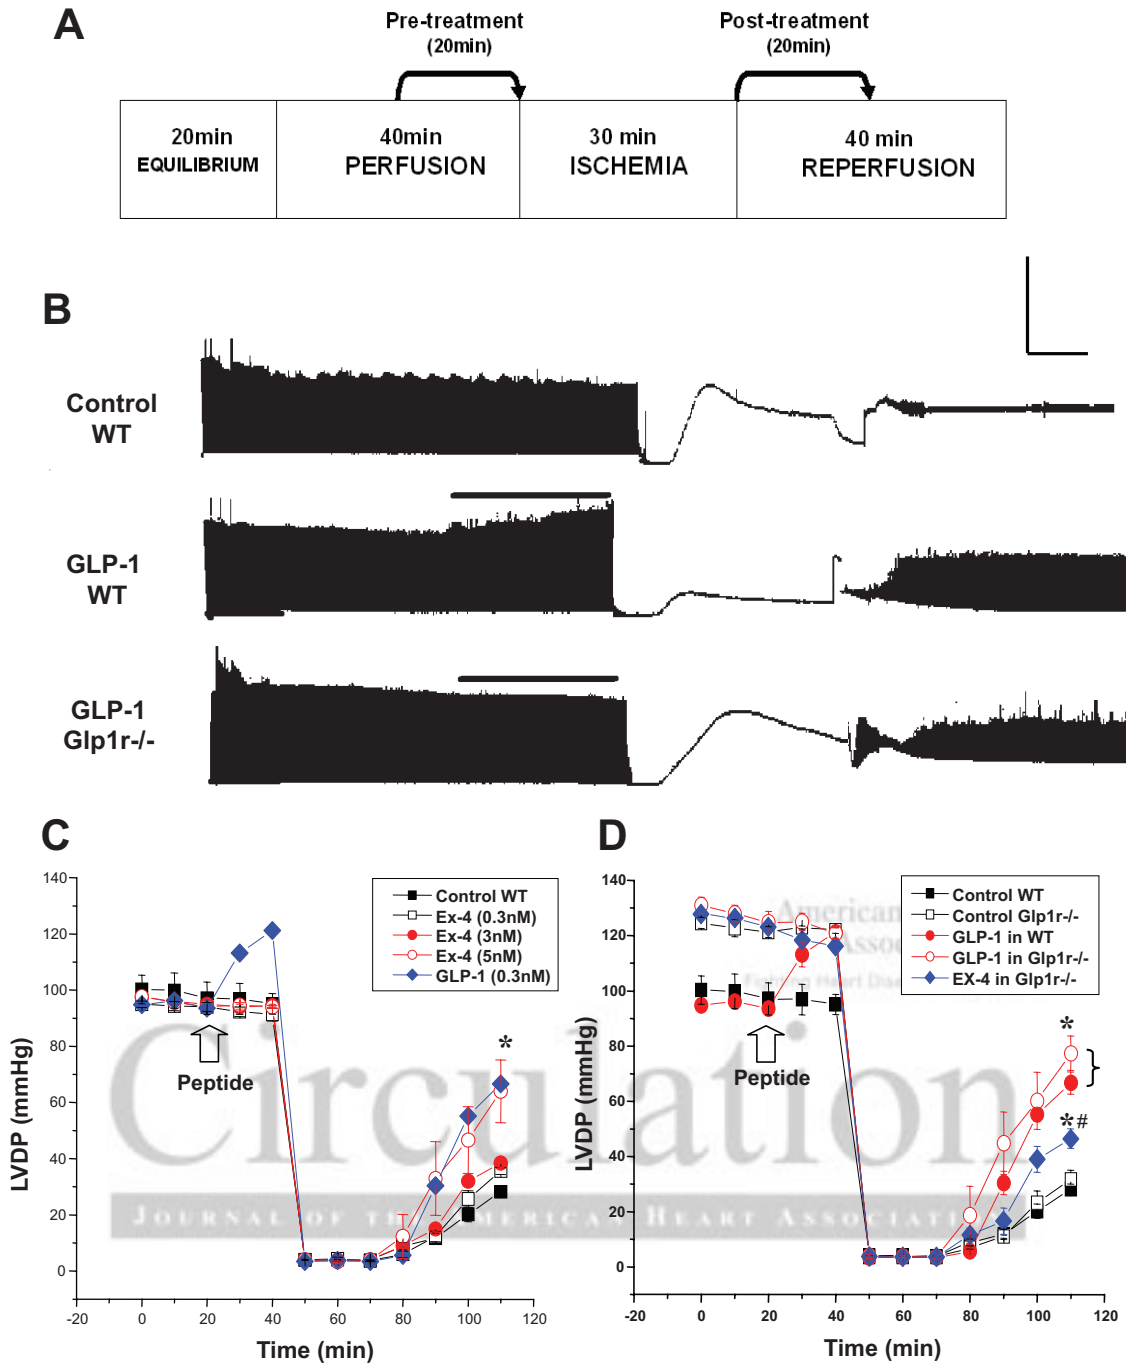 A
Pre-treatment
(20min)
Post-treatment
(20min)
20min
EQUILIBRIUM
40min
PERFUSION
30 min
ISCHEMIA
40 min
REPERFUSION
B
Control
WT
GLP-1
WT
GLP-1
Glp1r-/-
C
140
120
100
80
60
40
20
0
-20
0
20
40
60
80
100
120
LVDP (mmHg)
Time (min)
Control WT
Ex-4 (0.3nM)
Ex-4 (3nM)
Ex-4 (5nM)
GLP-1 (0.3nM)
Peptide
*
D
140
120
100
80
60
40
20
0
-20
0
20
40
60
80
100
120
LVDP (mmHg)
Time (min)
Control WT
Control Glp1r-/-
GLP-1 in WT
GLP-1 in Glp1r-/-
EX-4 in Glp1r-/-
Peptide
*
}
*#
American
Fighting Heart
Circulation
JOURNAL OF THE AMERICAN HEART ASSOCIATION